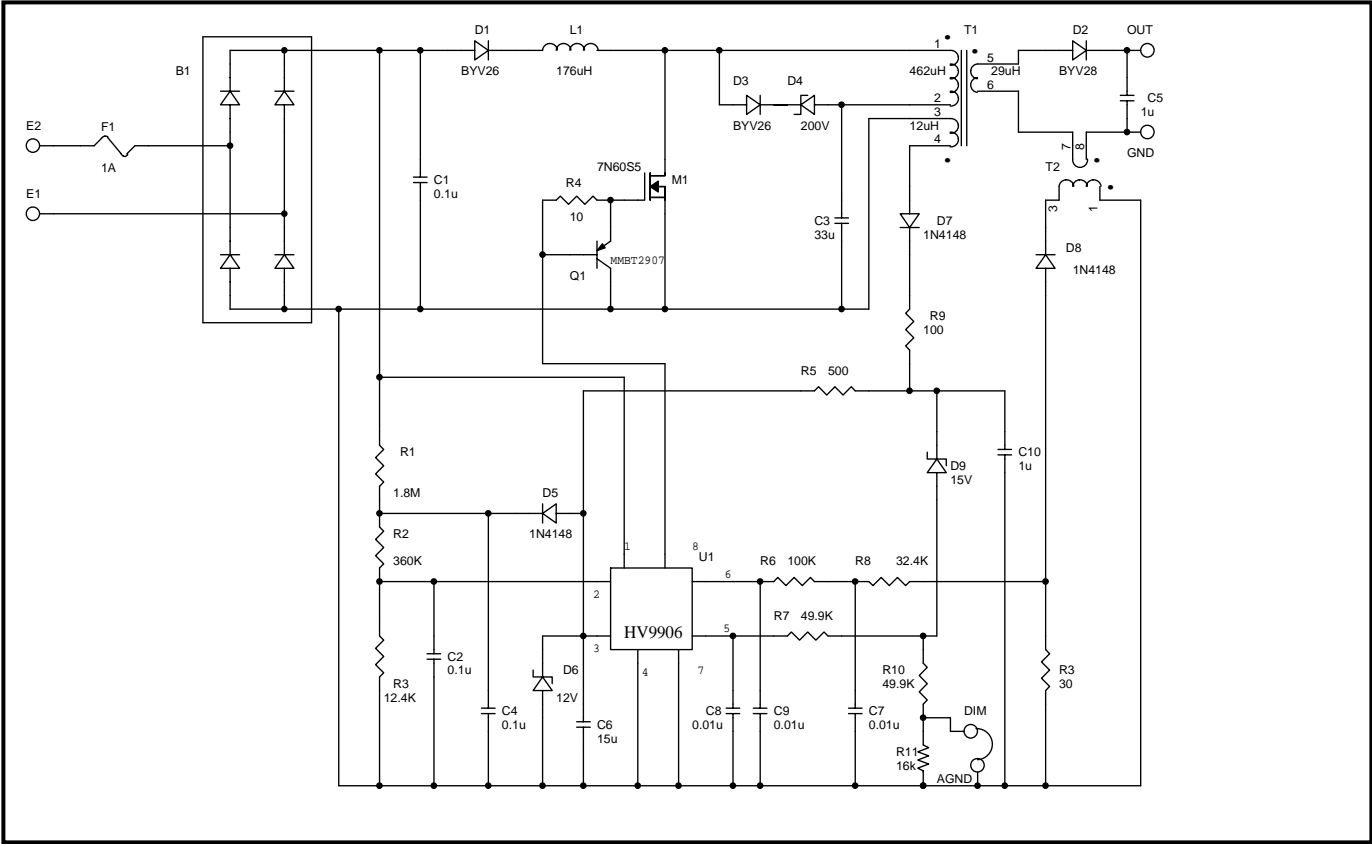 D1
L1
T1
D2
OUT
1
5
B1
BYV26
176uH
462uH
29uH
BYV28
D3
D4
6
C5
1u
2
E2
F1
BYV26
200V
3
12uH
4
7
8
GND
1A
T2
7N60S5
M1
C1
0.1u
R4
E1
3
1
10
C3
33u
D7
1N4148
D8
1N4148
MMBT2907
Q1
R9
100
R5 500
R1
C10
1u
D9
15V
1.8M
D5
R2
1N4148
360K
1
8
U1
R6 100K
R8 32.4K
6
2
R7 49.9K
HV9906
5
3
C2
0.1u
D6
12V
4
7
R10
49.9K
R3
30
R3
12.4K
C4
0.1u
C6
15u
C8
0.01u
C9
0.01u
C7
0.01u
DIM
R11
16k
AGND